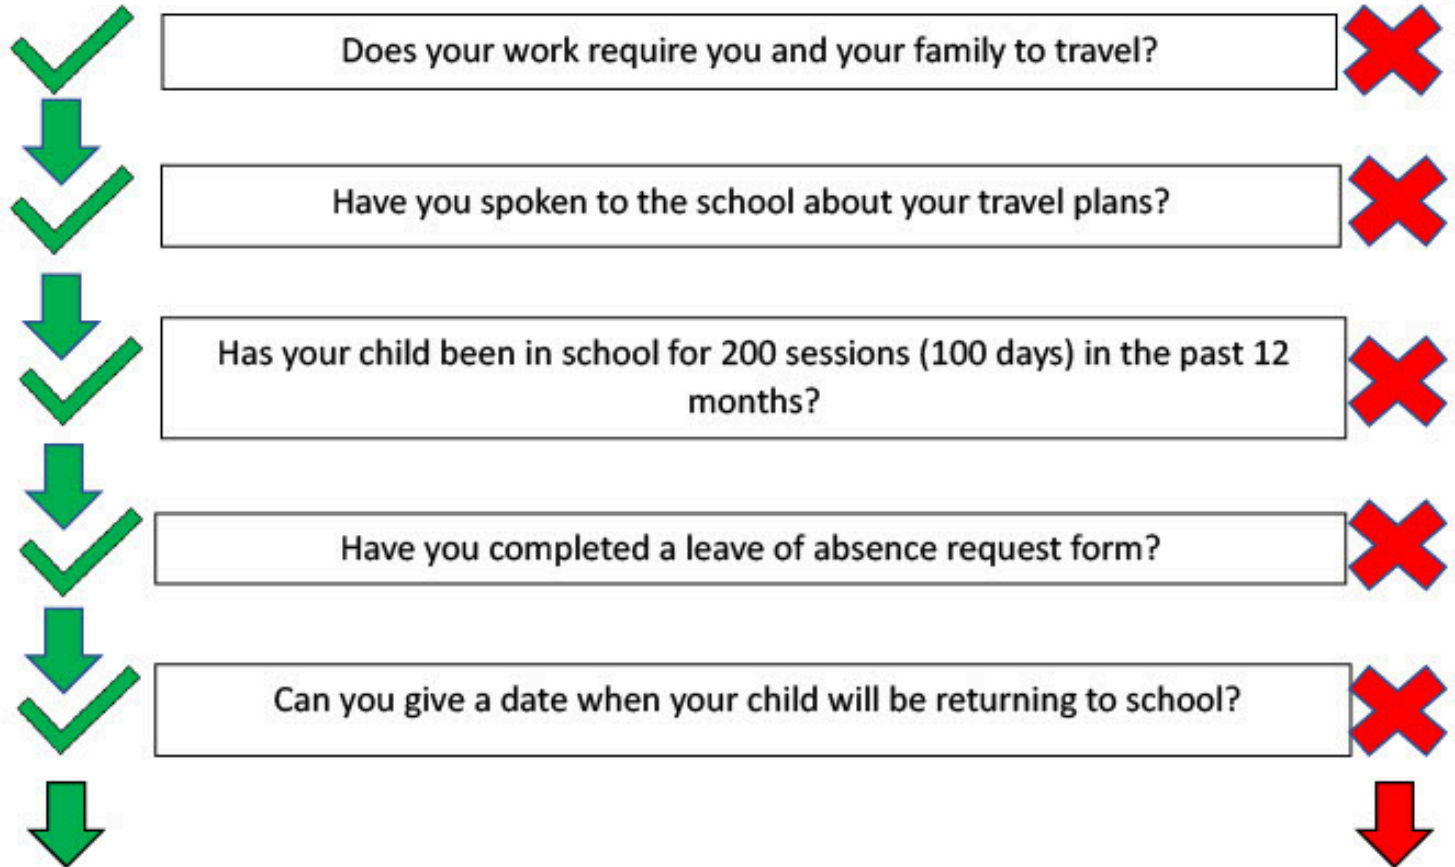 Does your work require you and your family to travel?
Have you spoken to the school about your travel plans?
Has your child been in school for 200 sessions (100 days) in the past 12
months?
Have you completed a leave of absence request form?
Can you give a date when your child will be returning to school?